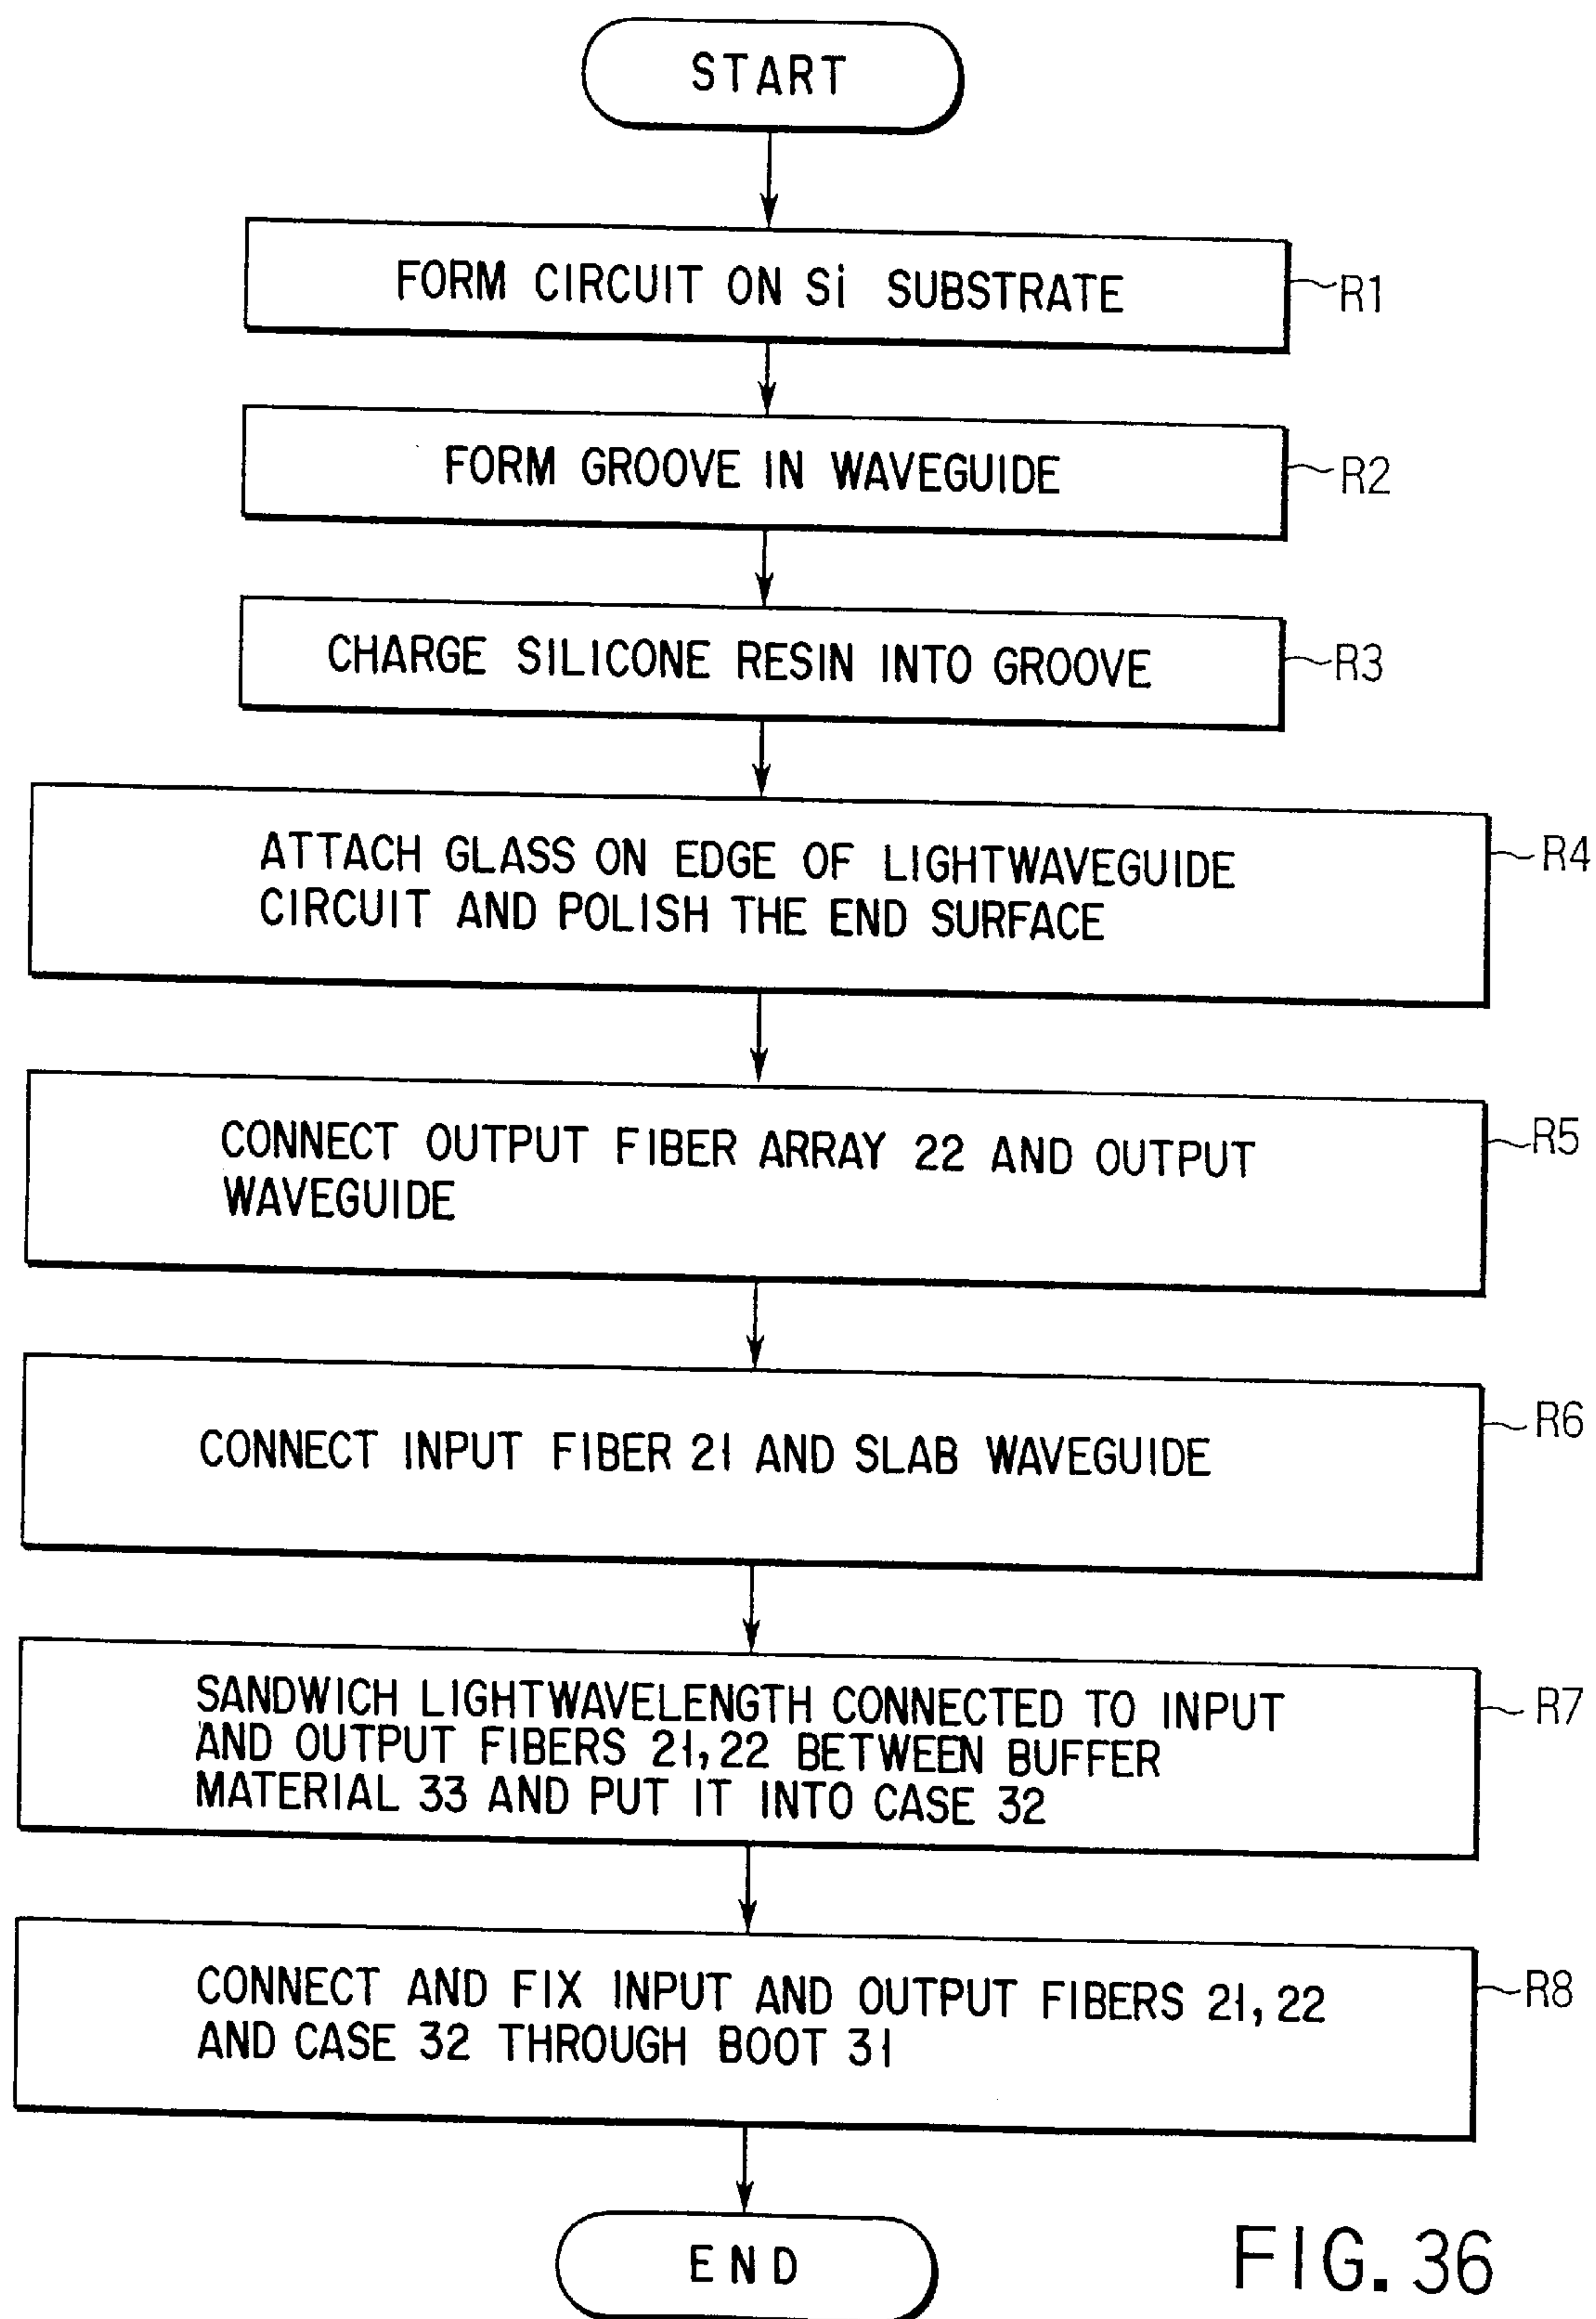 START
FORM CIRCUIT ON Si SUBSTRATE
R1
FORM GROOVE IN WAVEGUIDE
R2
CHARGE SILICONE RESIN INTO GROOVE
R3
ATTACH GLASS ON EDGE OF LIGHTWAVEGUIDE
CIRCUIT AND POLISH THE END SURFACE
R4
CONNECT OUTPUT FIBER ARRAY 22 AND OUTPUT
WAVEGUIDE
R5
CONNECT INPUT FIBER 21 AND SLAB WAVEGUIDE
R6
SANDWICH LIGHTWAVELENGTH CONNECTED TO INPUT
AND OUTPUT FIBERS 21,22 BETWEEN BUFFER
MATERIAL 33 AND PUT IT INTO CASE 32
R7
CONNECT AND FIX INPUT AND OUTPUT FIBERS 21,22
AND CASE 32 THROUGH BOOT 31
R8
END
FIG. 36